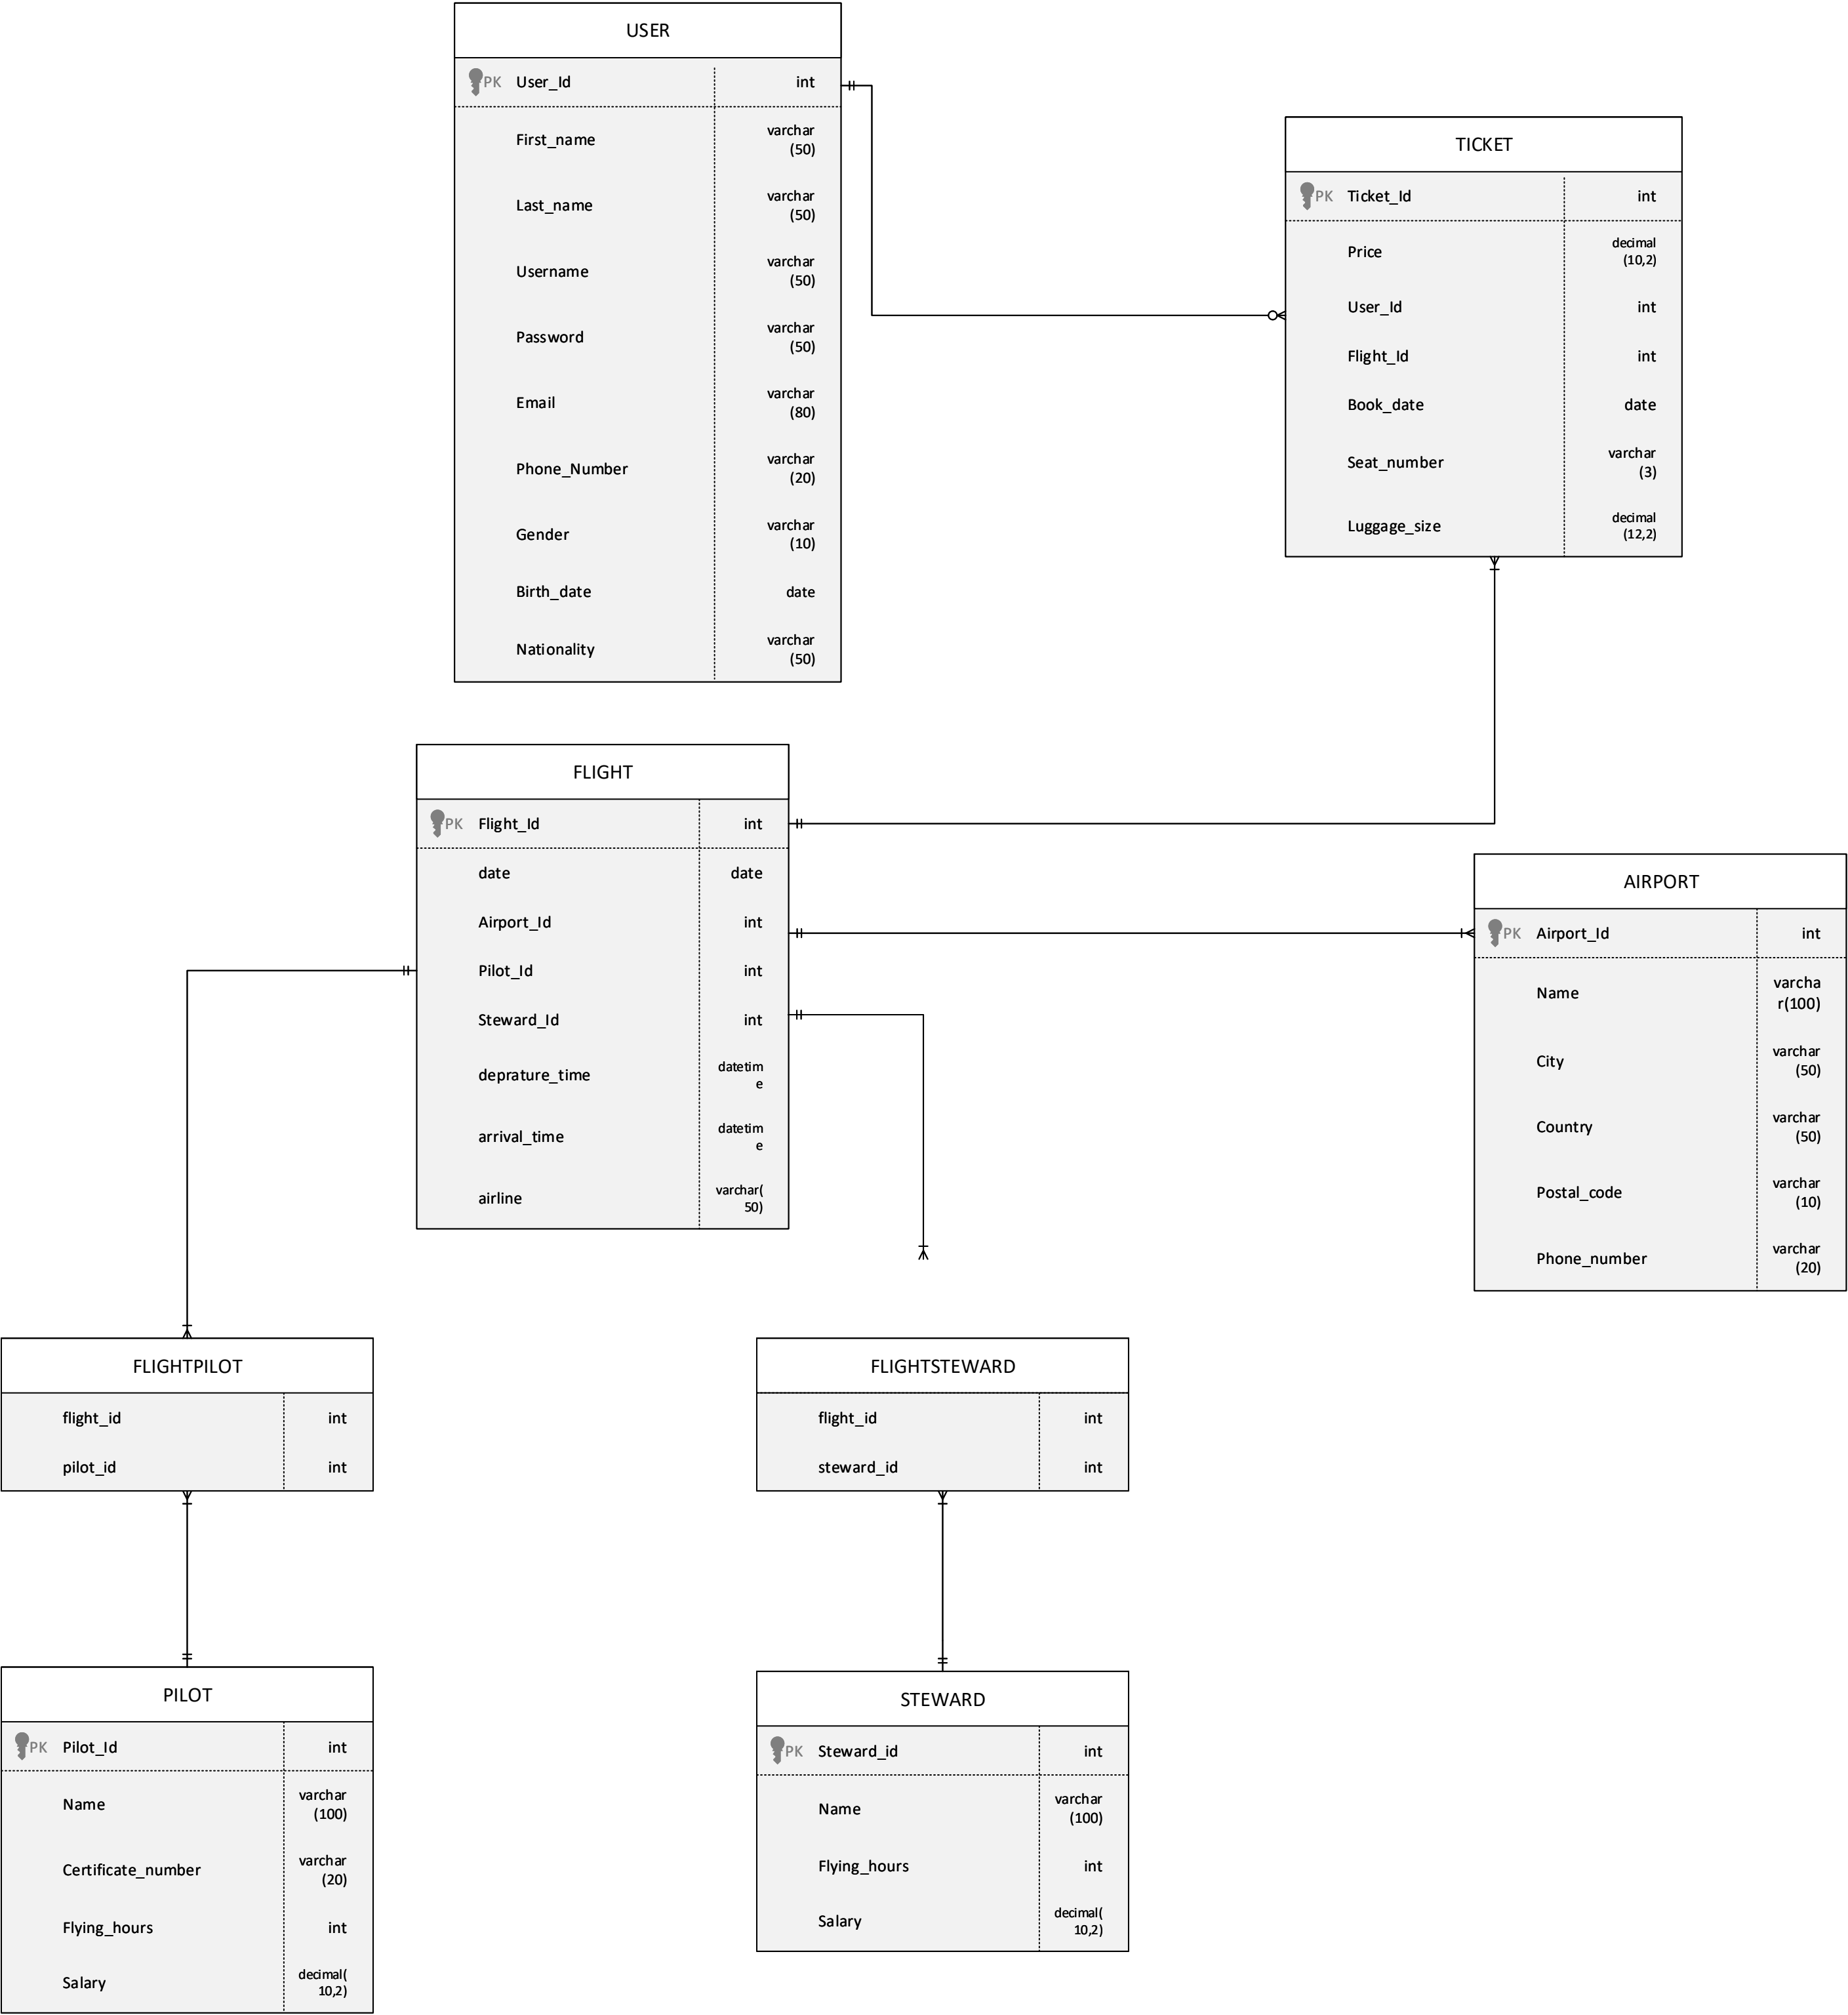 USER
PK User_Id int
First_name varchar
(50)
Last_name varchar
(50)
Username varchar
(50)
Password varchar
(50)
Email varchar
(80)
Phone_Number varchar
(20)
Gender varchar
(10)
Birth_date date
Nationality varchar
(50)
TICKET
PK Ticket_Id int
Price decimal
(10,2)
User_Id int
Flight_Id int
Book_date date
Seat_number varchar
(3)
Luggage_size decimal
(12,2)
FLIGHT
PK Flight_Id int
date date
Airport_Id int
Pilot_Id int
Steward_Id int
deprature_time datetim
e
arrival_time datetim
e
airline varchar(
50)
AIRPORT
PK Airport_Id int
Name varcha
r(100)
City varchar
(50)
Country varchar
(50)
Postal_code varchar
(10)
Phone_number varchar
(20)
FLIGHTPILOT
flight_id int
pilot_id int
FLIGHTSTEWARD
flight_id int
steward_id int
PILOT
PK Pilot_Id int
Name varchar
(100)
Certificate_number varchar
(20)
Flying_hours int
Salary decimal(
10,2)
STEWARD
PK Steward_id int
Name varchar
(100)
Flying_hours int
Salary decimal(
10,2)